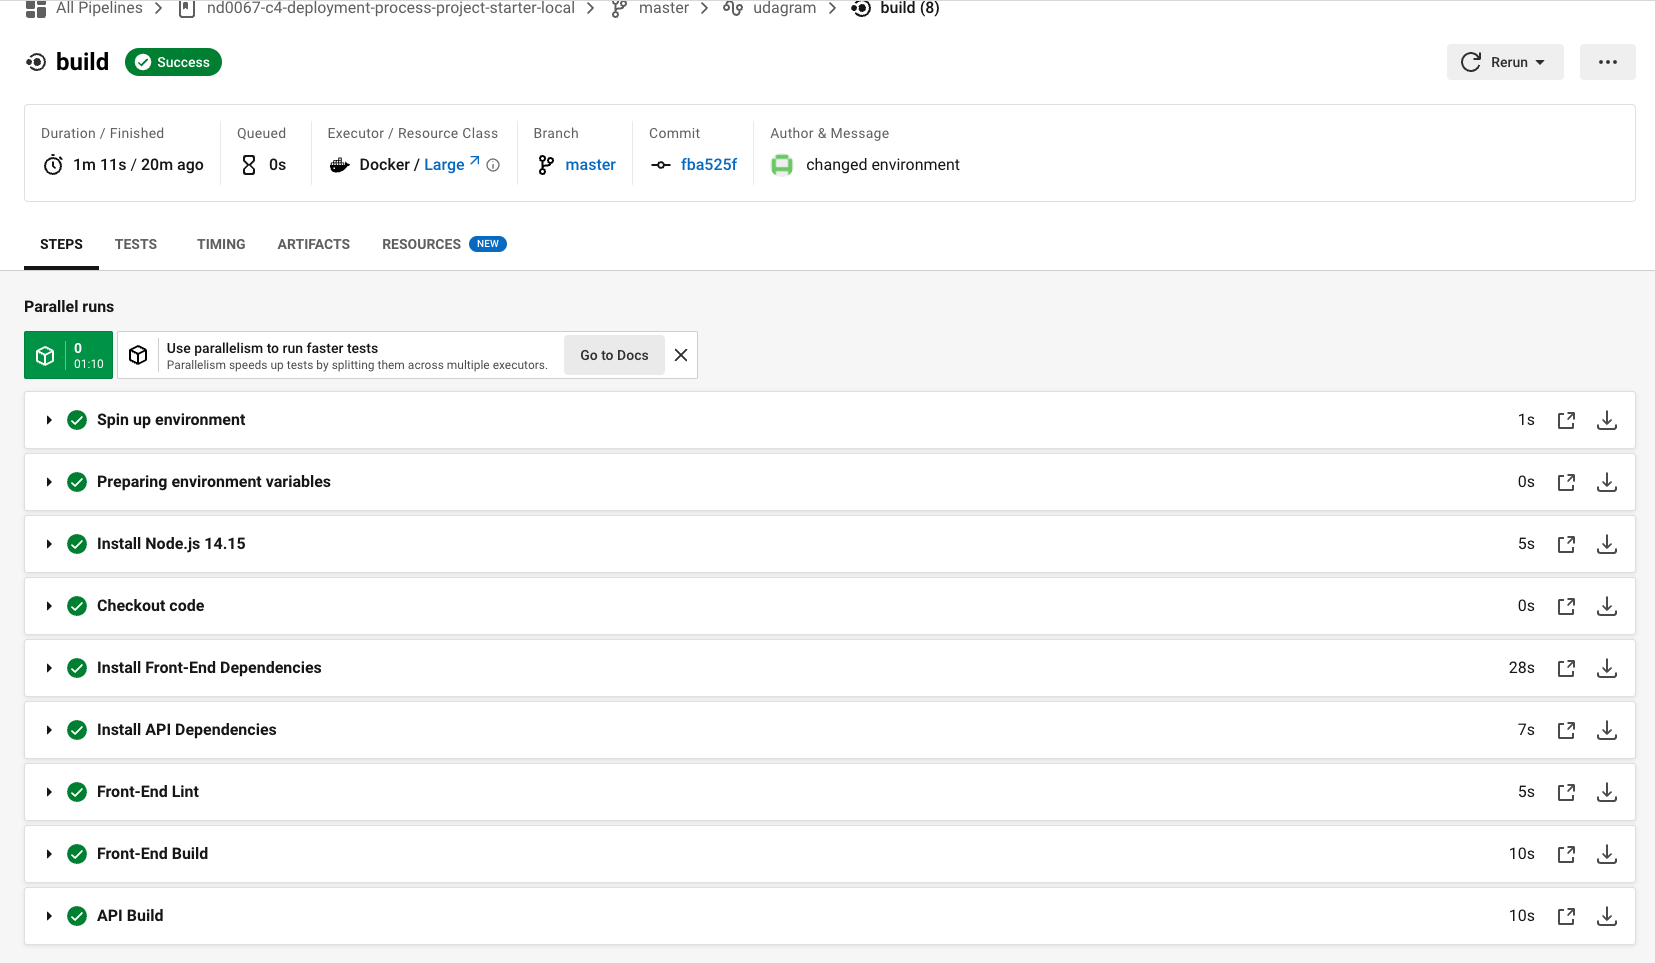 All Pipelines > nd0067-c4-deployment-process-project-starter-local > master > udagram > build (8)
build Success Rerun
Duration / Finished Queued Executor / Resource Class Branch Commit Author & Message
1m 11s / 20m ago 0s Docker / Large master fba525f changed environment
STEPS TESTS TIMING ARTIFACTS RESOURCES NEW
Parallel runs
0
01:10
Use parallelism to run faster tests
Parallelism speeds up tests by splitting them across multiple executors.
Go to Docs
Spin up environment 1s
Preparing environment variables 0s
Install Node.js 14.15 5s
Checkout code 0s
Install Front-End Dependencies 28s
Install API Dependencies 7s
Front-End Lint 5s
Front-End Build 10s
API Build 10s